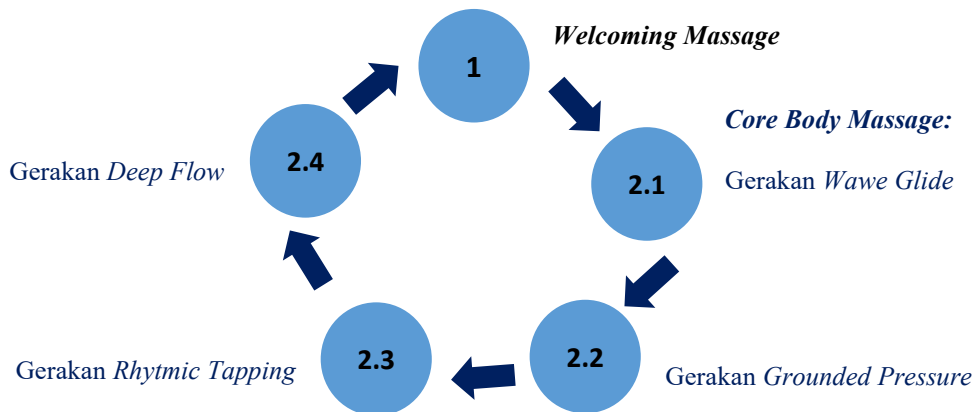 1
Welcoming Massage
Core Body Massage:
2.1
Gerakan Wawe Glide
2.2
Gerakan Grounded Pressure
2.3
Gerakan Rhytmic Tapping
2.4
Gerakan Deep Flow